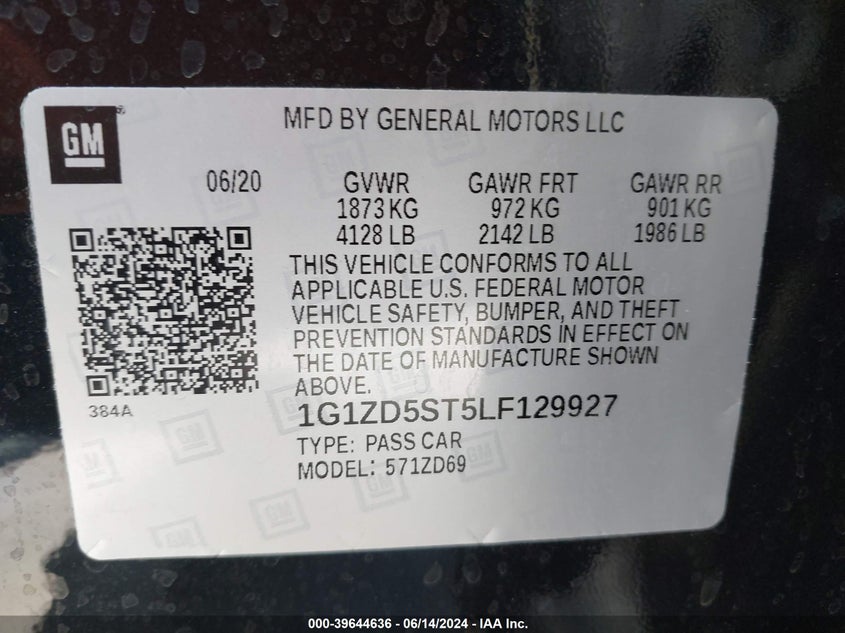 GM
MFD BY GENERAL MOTORS LLC
06/20 GVWR GAWR FRT GAWR RR
1873 KG 972 KG 901 KG
4128 LB 2142 LB 1986 LB
THIS VEHICLE CONFORMS TO ALL
APPLICABLE U.S. FEDERAL MOTOR
VEHICLE SAFETY, BUMPER, AND THEFT
PREVENTION STANDARDS IN EFFECT ON
THE DATE OF MANUFACTURE SHOWN
ABOVE.
384A
1G1ZD5ST5LF129927
TYPE: PASS CAR
MODEL: 571ZD69
000-39644636 - 06/14/2024 - IAA Inc.